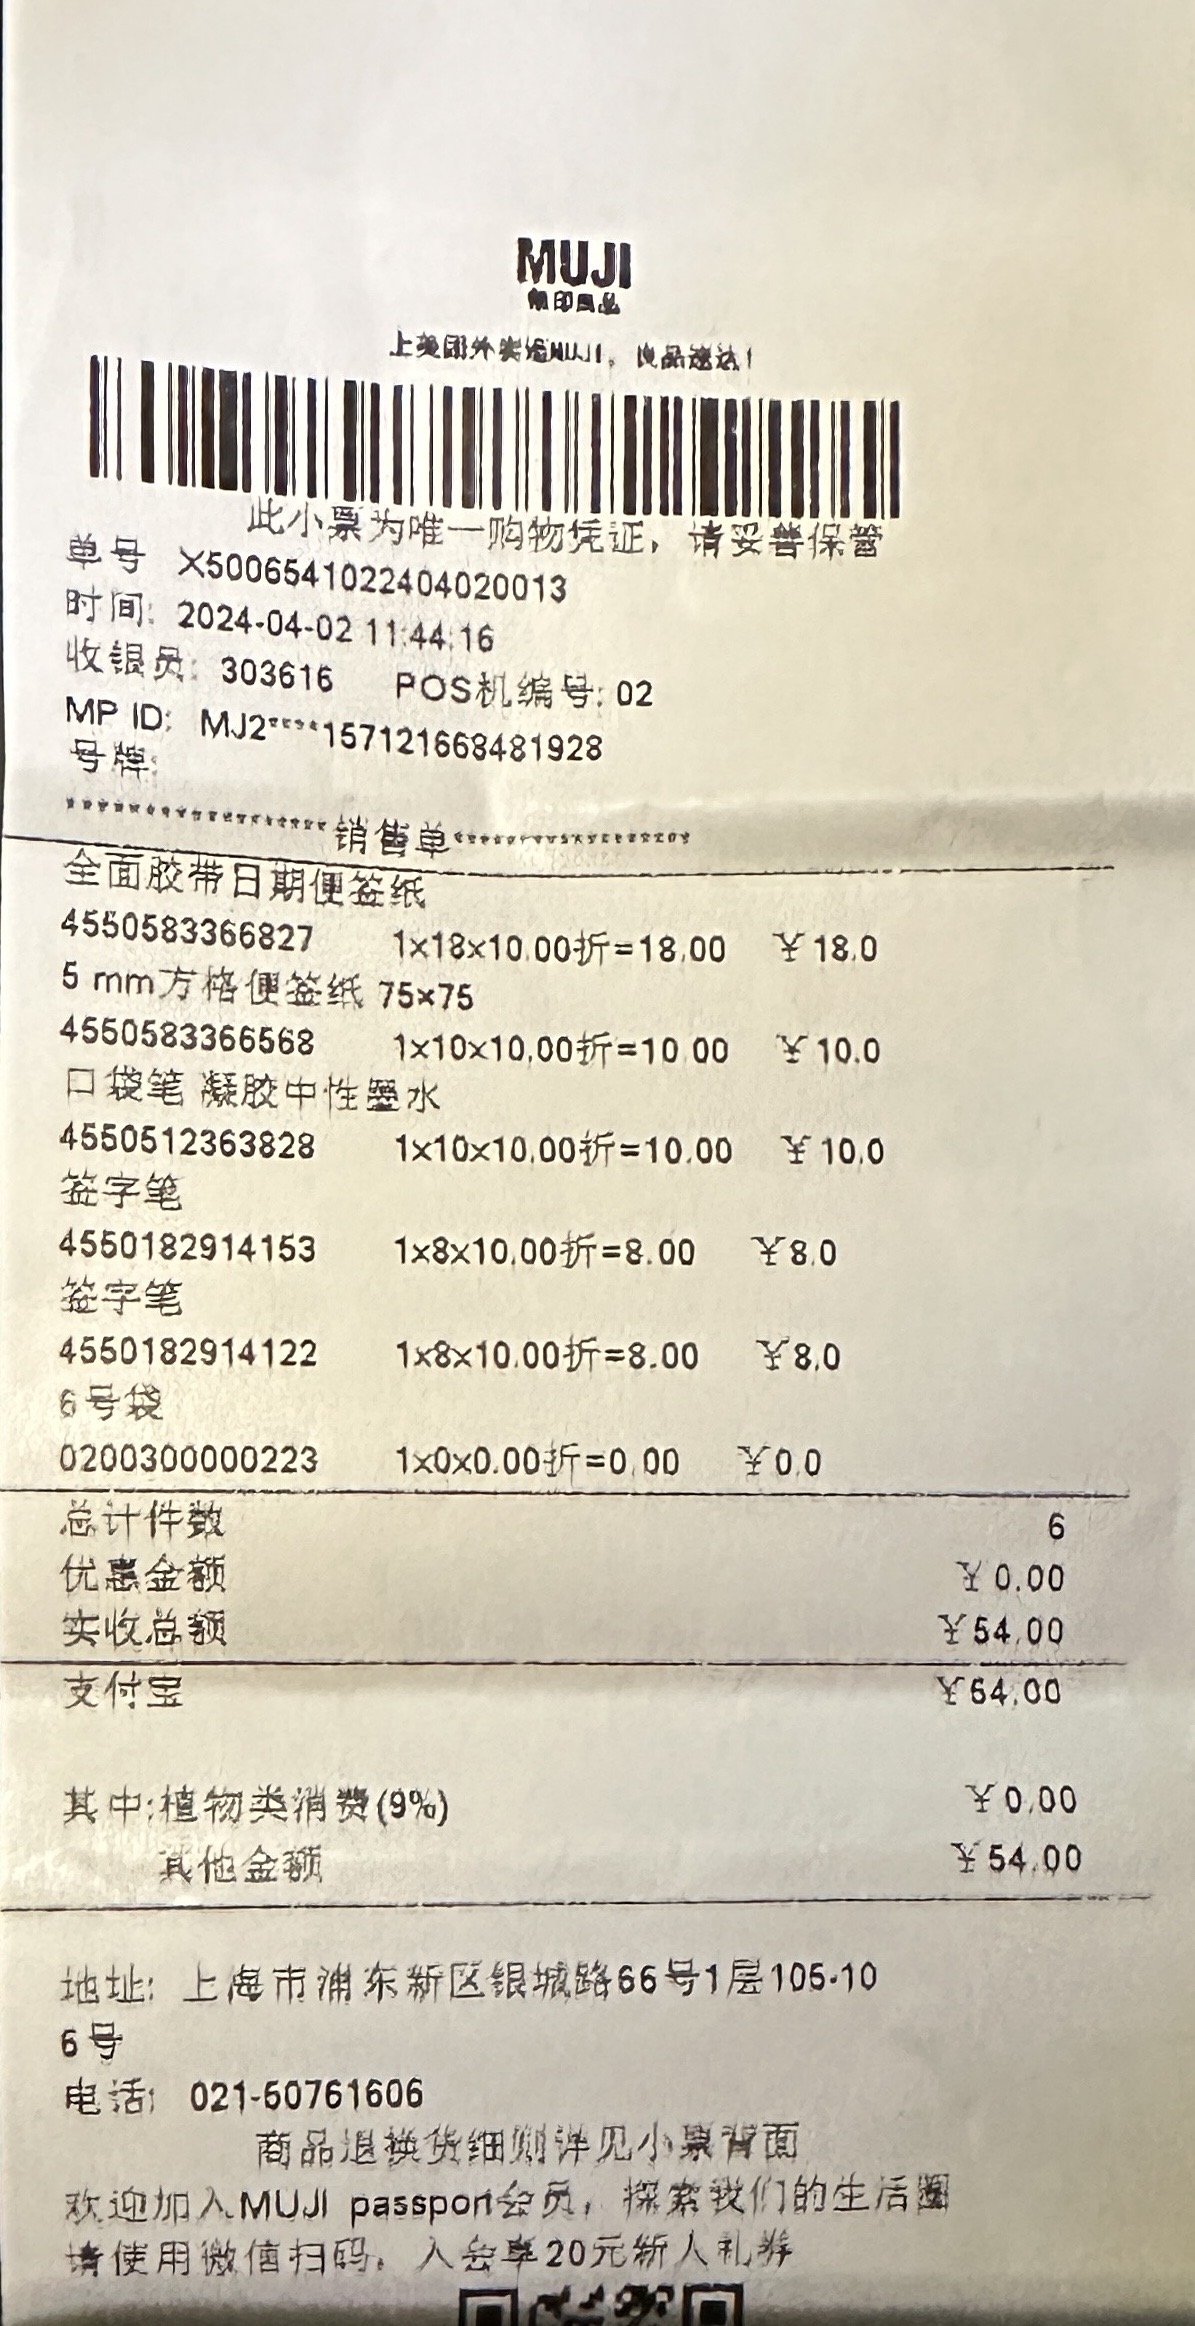 MUJI
無印良品
上美团外卖搜MUJI，良品速达！
此小票为唯一购物凭证，请妥善保管
单号 X5006541022404020013
时间: 2024-04-02 11:44:16
收银员: 303616 POS机编号: 02
MP ID: MJ2****157121668481928
号牌:
销售单
全面胶带日期便签纸
4550583366827 1x18x10.00折=18.00 ¥18.0
5 mm方格便签纸 75×75
4550583366568 1x10x10.00折=10.00 ¥10.0
口袋笔 凝胶中性墨水
4550512363828 1x10x10.00折=10.00 ¥10.0
签字笔
4550182914153 1x8x10.00折=8.00 ¥8.0
签字笔
4550182914122 1x8x10.00折=8.00 ¥8.0
6号袋
0200300000223 1x0x0.00折=0.00 ¥0.0
总计件数 6
优惠金额 ¥0.00
实收总额 ¥54.00
支付宝 ¥54.00
其中:植物类消费(9%) ¥0.00
其他金额 ¥54.00
地址: 上海市浦东新区银城路66号1层105-10
6号
电话: 021-50761606
商品退换货细则详见小票背面
欢迎加入MUJI passport会员，探索我们的生活圈
请使用微信扫码，入会享20元新人礼券